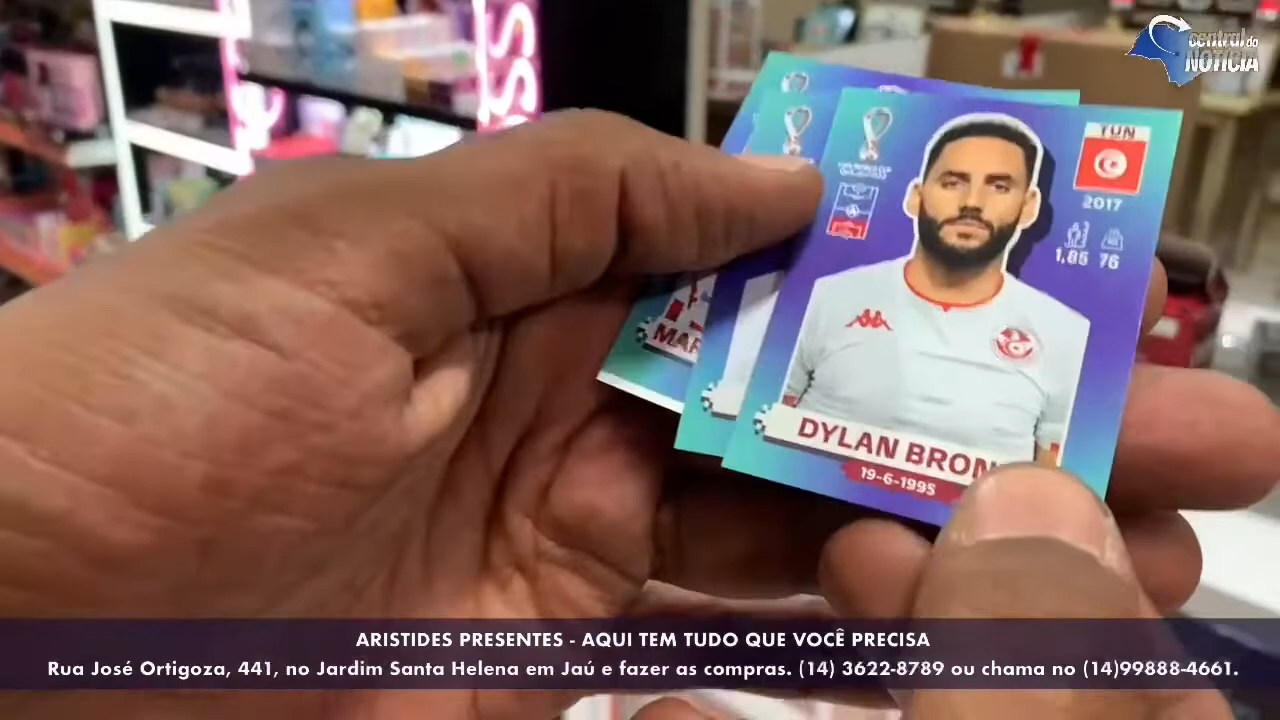 central da
NOTÍCIA
TUN
2017
1,85 76
MAR
DYLAN BRON
19-6-1995
ARISTIDES PRESENTES - AQUI TEM TUDO QUE VOCÊ PRECISA
Rua José Ortigoza, 441, no Jardim Santa Helena em Jaú e fazer as compras. (14) 3622-8789 ou chama no (14)99888-4661.